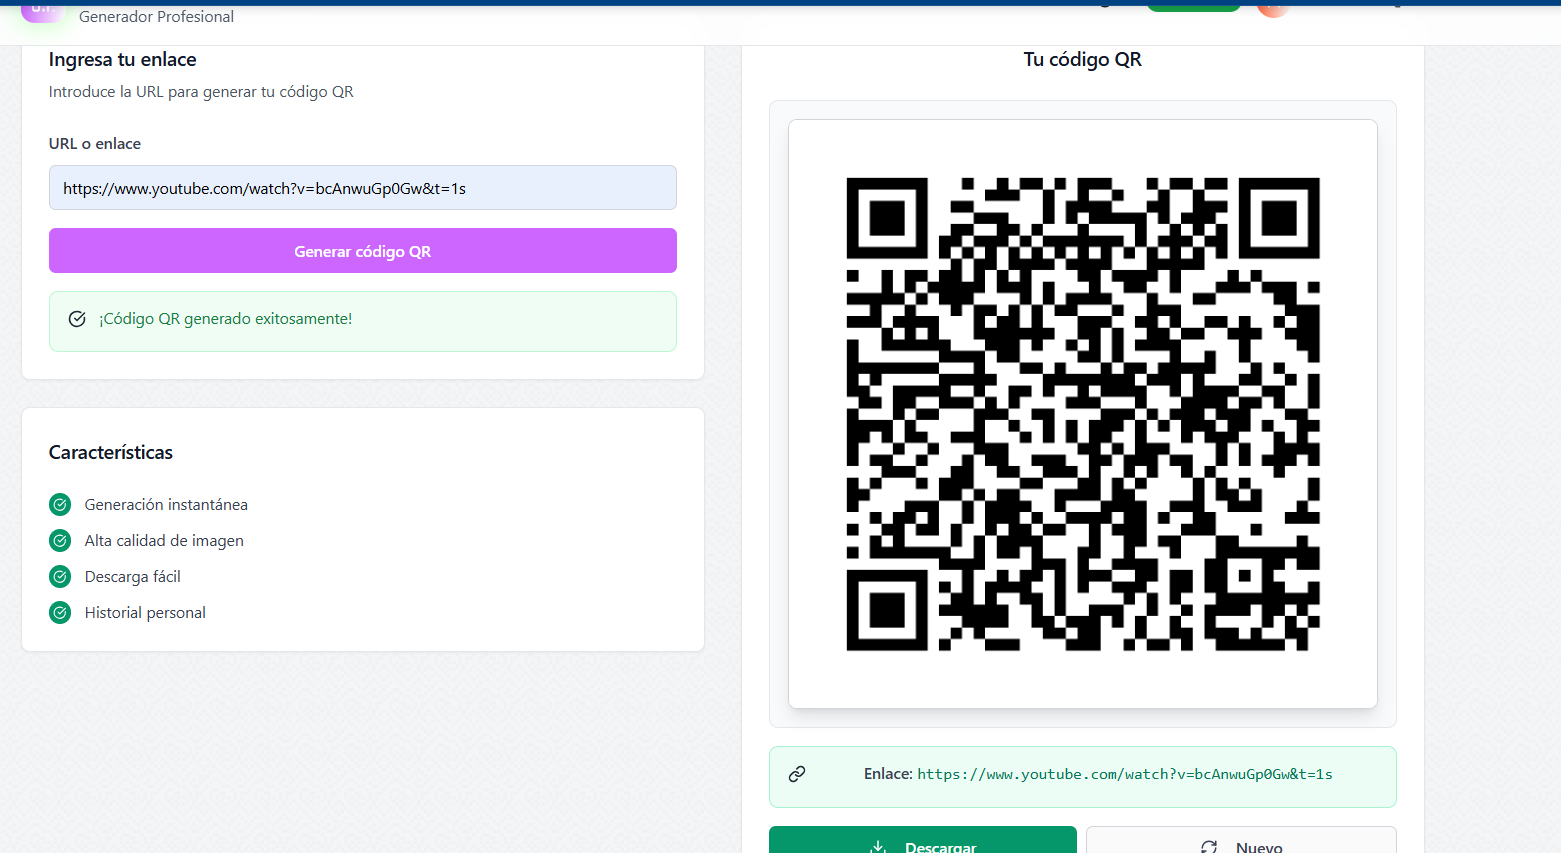 Generador Profesional
Ingresa tu enlace
Introduce la URL para generar tu código QR
URL o enlace
https://www.youtube.com/watch?v=bcAnwuGp0Gw&t=1s
Generar código QR
¡Código QR generado exitosamente!
Características
Generación instantánea
Alta calidad de imagen
Descarga fácil
Historial personal
Tu código QR
Enlace: https://www.youtube.com/watch?v=bcAnwuGp0Gw&t=1s
Descargar
Nuevo